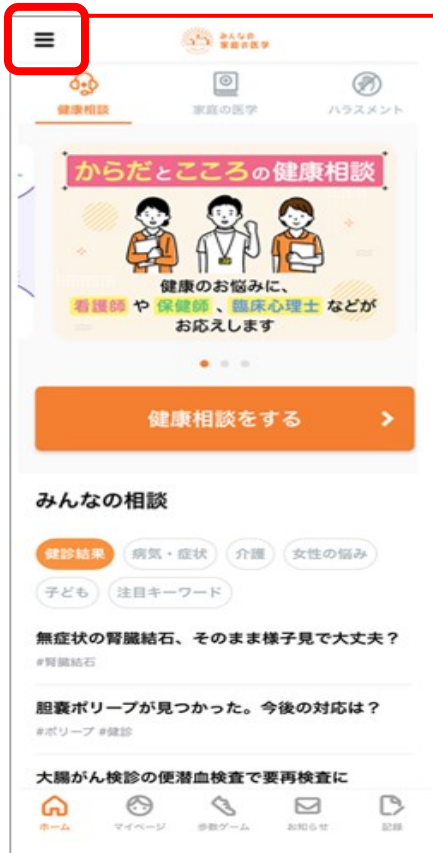 みんなの
家庭の医学
健康相談
家庭の医学
ハラスメント
からだとこころの健康相談
健康のお悩みに、
看護師 や 保健師 、臨床心理士 などが
お応えします
健康相談をする
みんなの相談
健診結果
病気・症状
介護
女性の悩み
子ども
注目キーワード
無症状の腎臓結石、そのまま様子見で大丈夫？
#腎臓結石
胆嚢ポリープが見つかった。今後の対応は？
#ポリープ #健診
大腸がん検診の便潜血検査で要再検査に
ホーム
マイページ
歩数ゲーム
お知らせ
記録